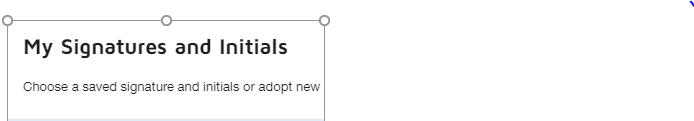 My Signatures and Initials
Choose a saved signature and initials or adopt new